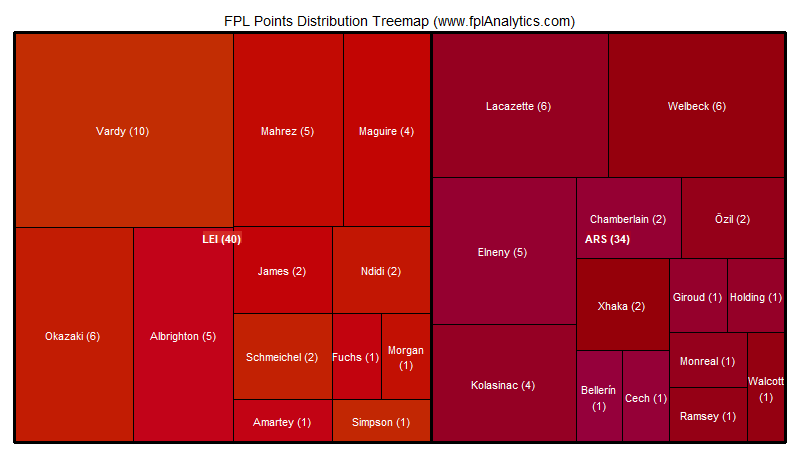 FPL Points Distribution Treemap (www.fplAnalytics.com)
Vardy (10)
Mahrez (5)
Maguire (4)
Okazaki (6)
Albrighton (5)
LEI (40)
James (2)
Ndidi (2)
Schmeichel (2)
Fuchs (1)
Morgan
(1)
Amartey (1)
Simpson (1)
Lacazette (6)
Welbeck (6)
Elneny (5)
Chamberlain (2)
Özil (2)
ARS (34)
Kolasinac (4)
Xhaka (2)
Giroud (1)
Holding (1)
Bellerín
(1)
Cech (1)
Monreal (1)
Ramsey (1)
Walcott
(1)